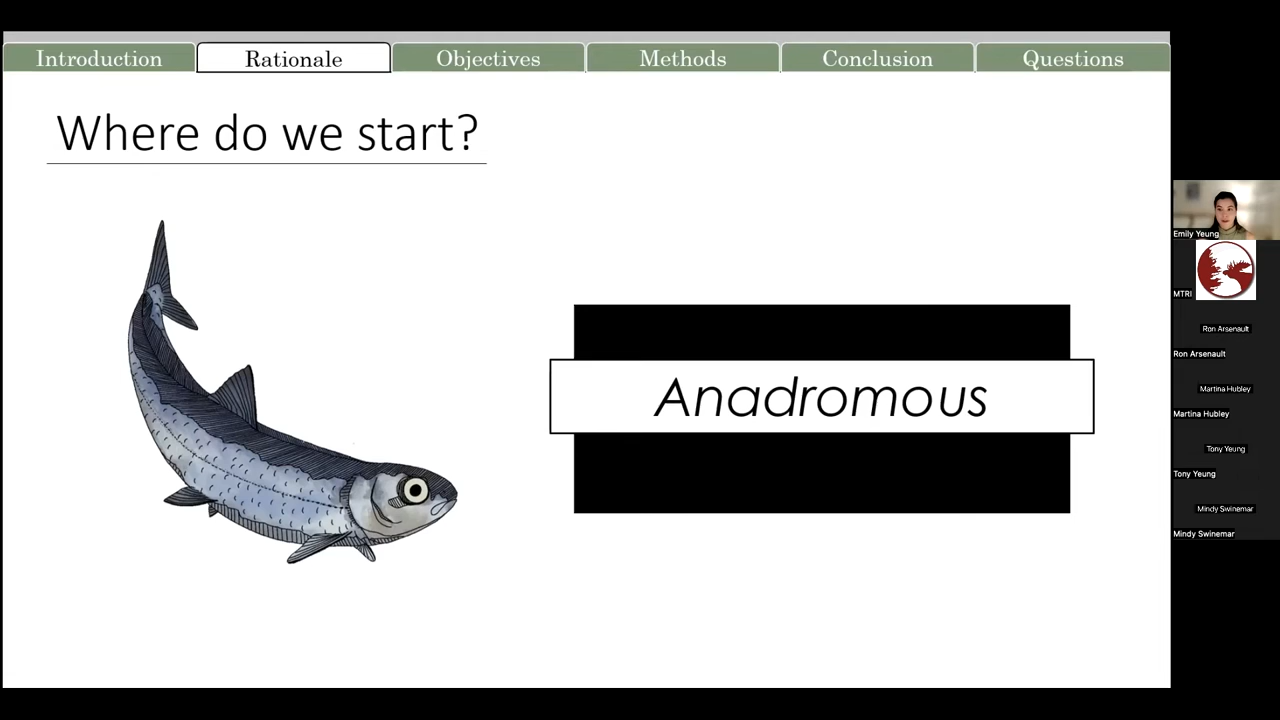 Introduction
Rationale
Objectives
Methods
Conclusion
Questions
Where do we start?
Anadromous
Emily Yeung
MTRI
Ron Arsenault
Ron Arsenault
Martina Hubley
Martina Hubley
Tony Yeung
Tony Yeung
Mindy Swinemar
Mindy Swinemar